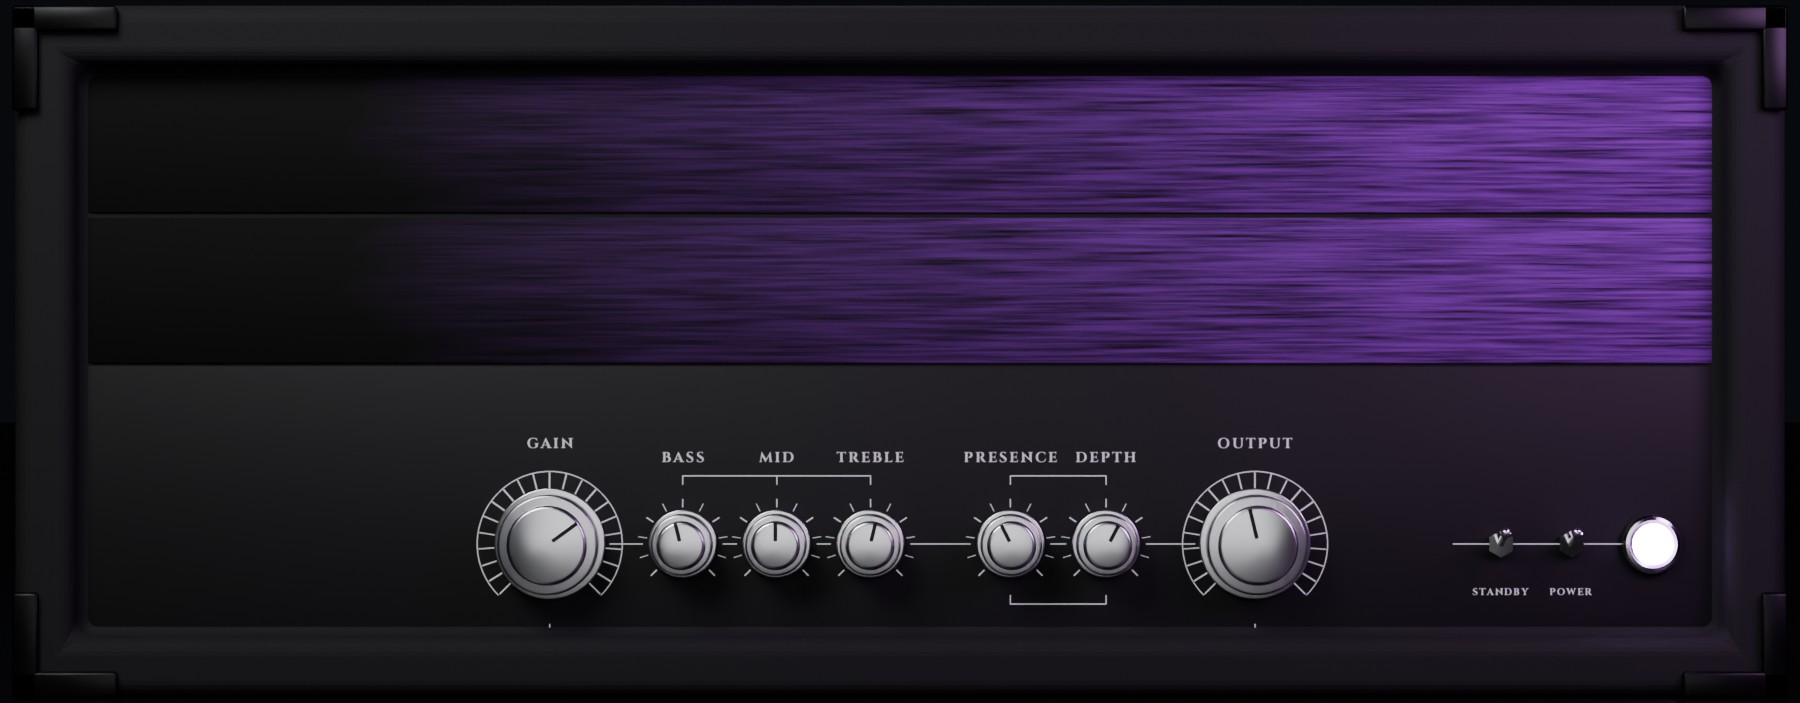 GAIN
BASS
MID
TREBLE
PRESENCE
DEPTH
OUTPUT
STANDBY
POWER